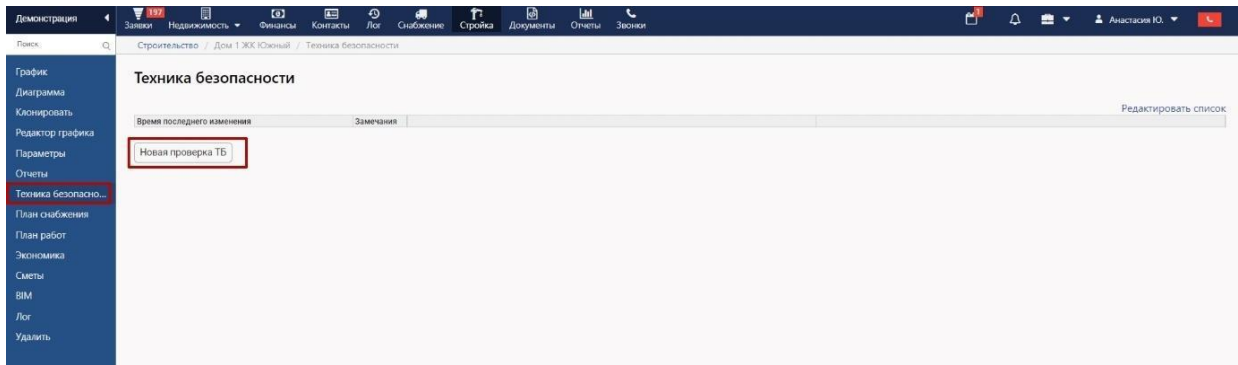 Демонстрация
197
Заявки Недвижимость Финансы Контакты Лог Снабжение Стройка Документы Отчеты Звонки
1
Анастасия Ю.
Поиск
Строительство / Дом 1 ЖК Южный / Техника безопасности
График
Диаграмма
Клонировать
Редактор графика
Параметры
Отчеты
Техника безопасно...
План снабжения
План работ
Экономика
Сметы
BIM
Лог
Удалить
Техника безопасности
Редактировать список
Время последнего изменения Замечания
Новая проверка ТБ